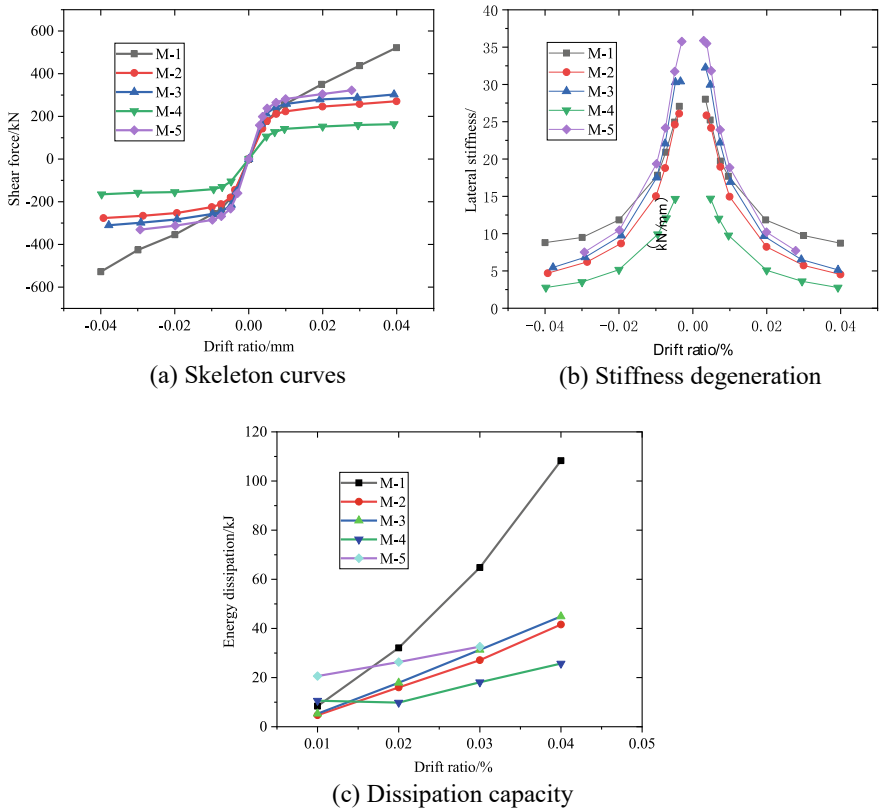 600
400
200
0
-200
-400
-600
Shear force/kN
M-1
M-2
M-3
M-4
M-5
-0.04 -0.02 0.00 0.02 0.04
Drift ratio/mm
(a) Skeleton curves
40
35
30
25
20
15
10
5
0
Lateral stiffness/
(kN/mm)
M-1
M-2
M-3
M-4
M-5
-0.04 -0.02 0.00 0.02 0.04
Drift ratio/%
(b) Stiffness degeneration
120
100
80
60
40
20
0
Energy dissipation/kJ
M-1
M-2
M-3
M-4
M-5
0.01 0.02 0.03 0.04 0.05
Drift ratio/%
(c) Dissipation capacity